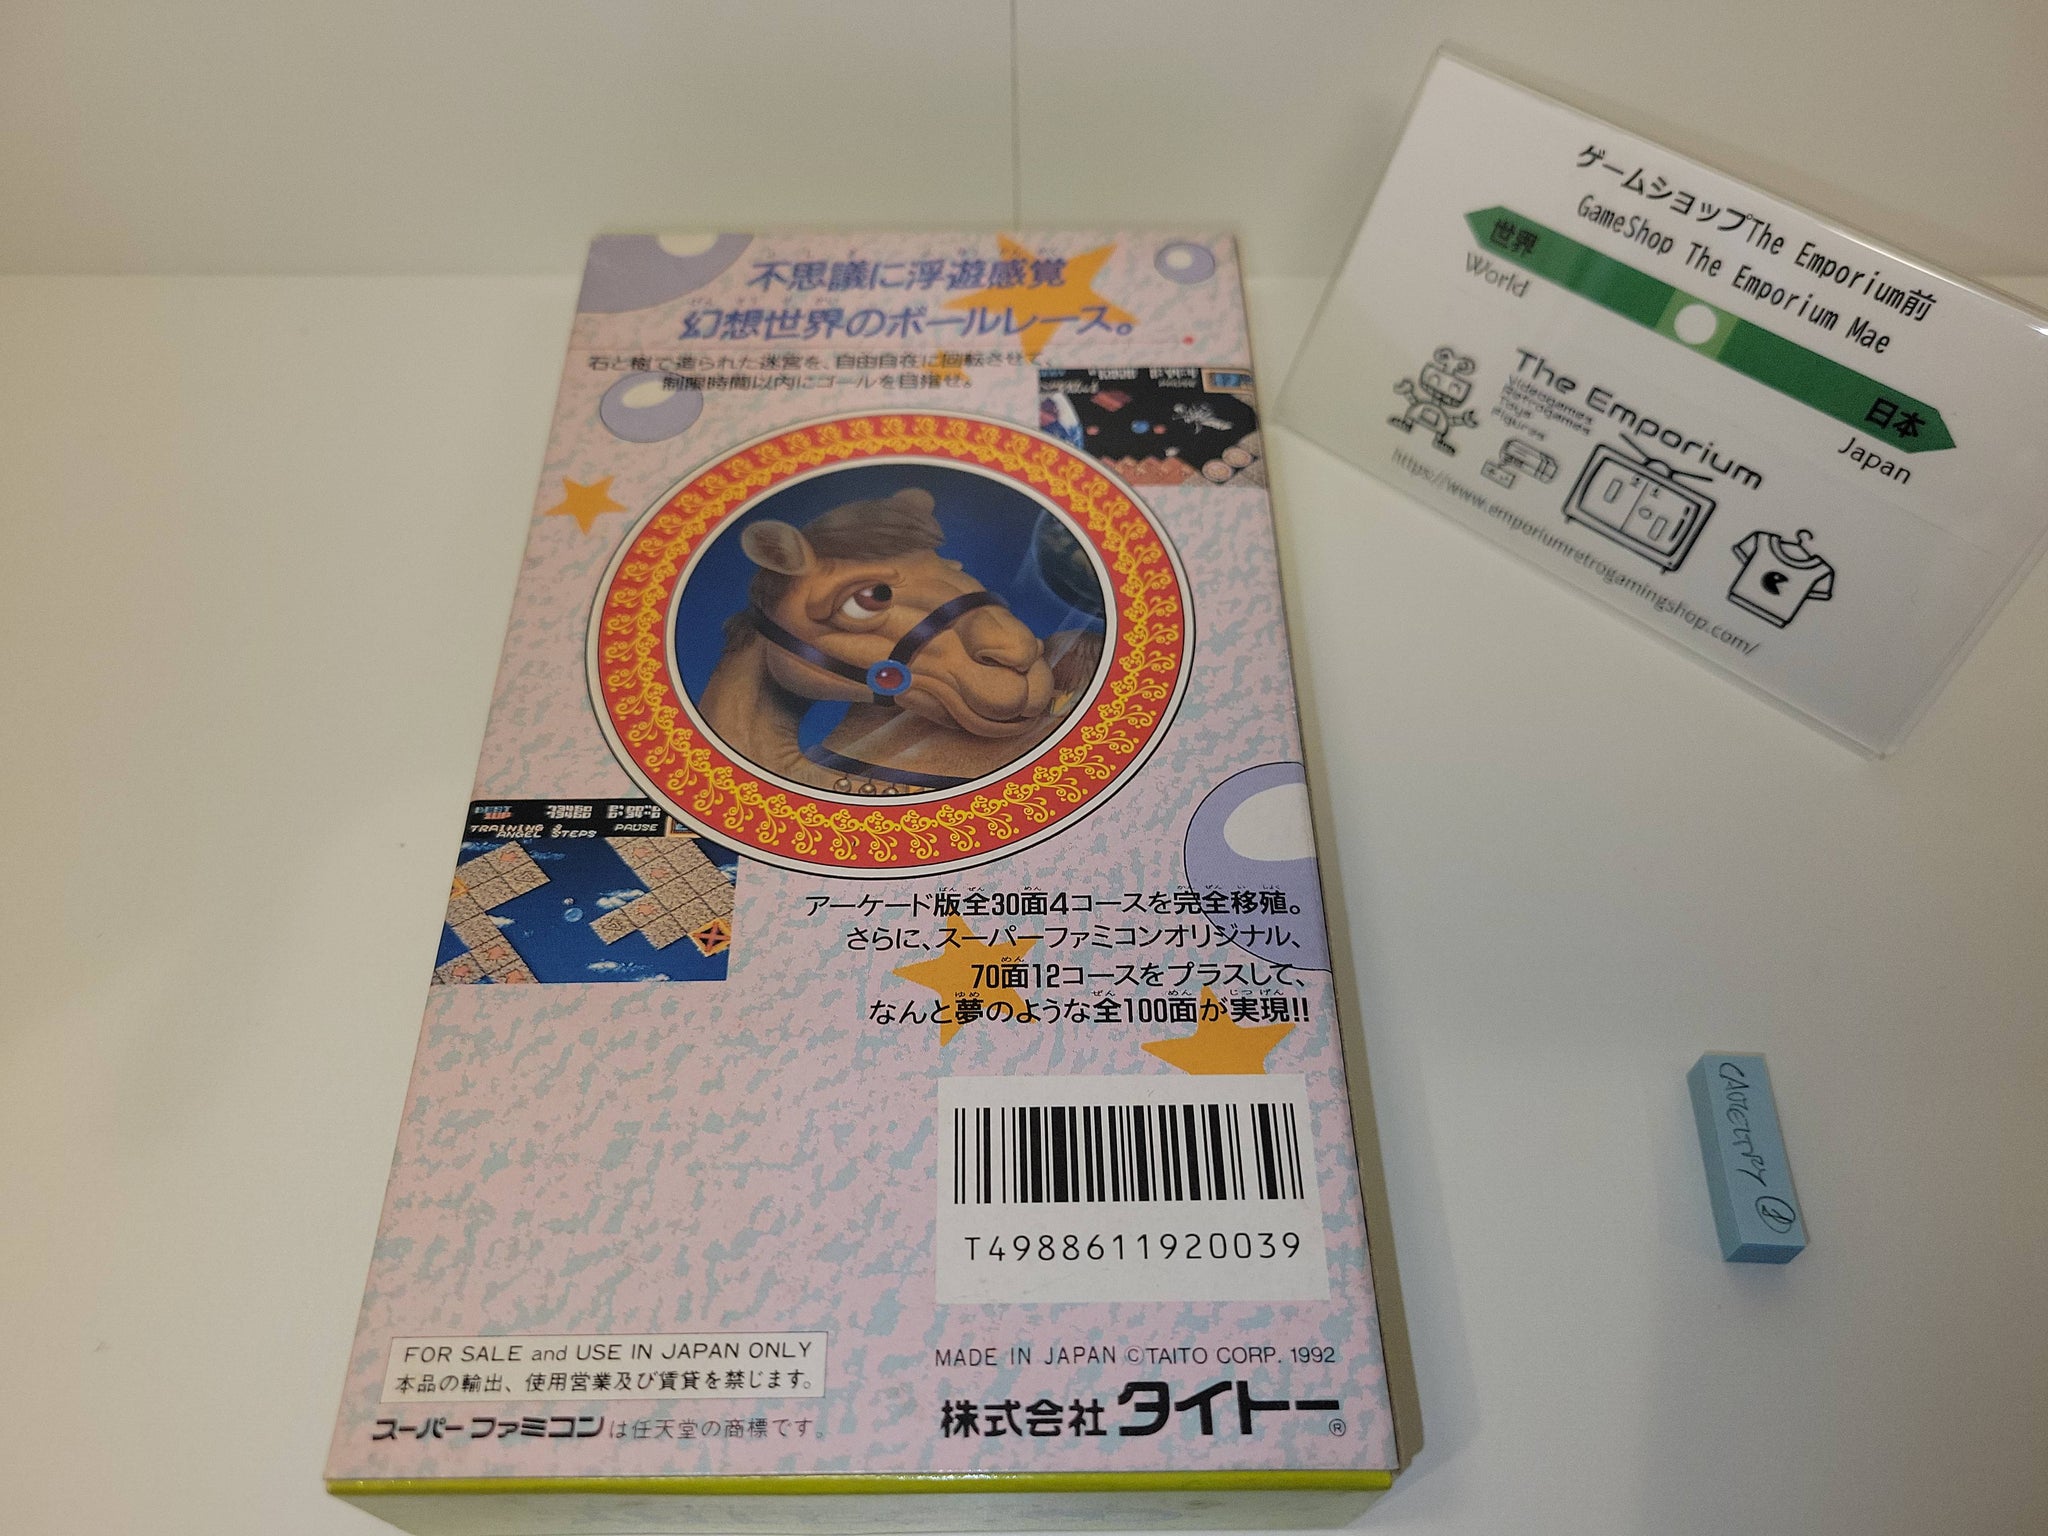 不思議に浮遊感覚
幻想世界のボールレース。
石と樹で造られた迷宮を、自由自在に回転させて、
制限時間以内にゴールを目指せ。
BEST 73460
1UP 73460
TRAINING
ANGEL STEPS PAUSE
アーケード版全30面4コースを完全移殖。
さらに、スーパーファミコンオリジナル、
70面12コースをプラスして、
なんと夢のような全100面が実現!!
T4988611920039
FOR SALE and USE IN JAPAN ONLY
本品の輸出、使用営業及び賃貸を禁じます。
スーパーファミコンは任天堂の商標です。
MADE IN JAPAN ©TAITO CORP. 1992
株式会社タイトー®
ゲームショップThe Emporium前
GameShop The Emporium Mae
世界
World
日本
Japan
The Emporium
Videogames
Retrogames
Toys
Figures
https://www.emporiumretrogamingshop.com/